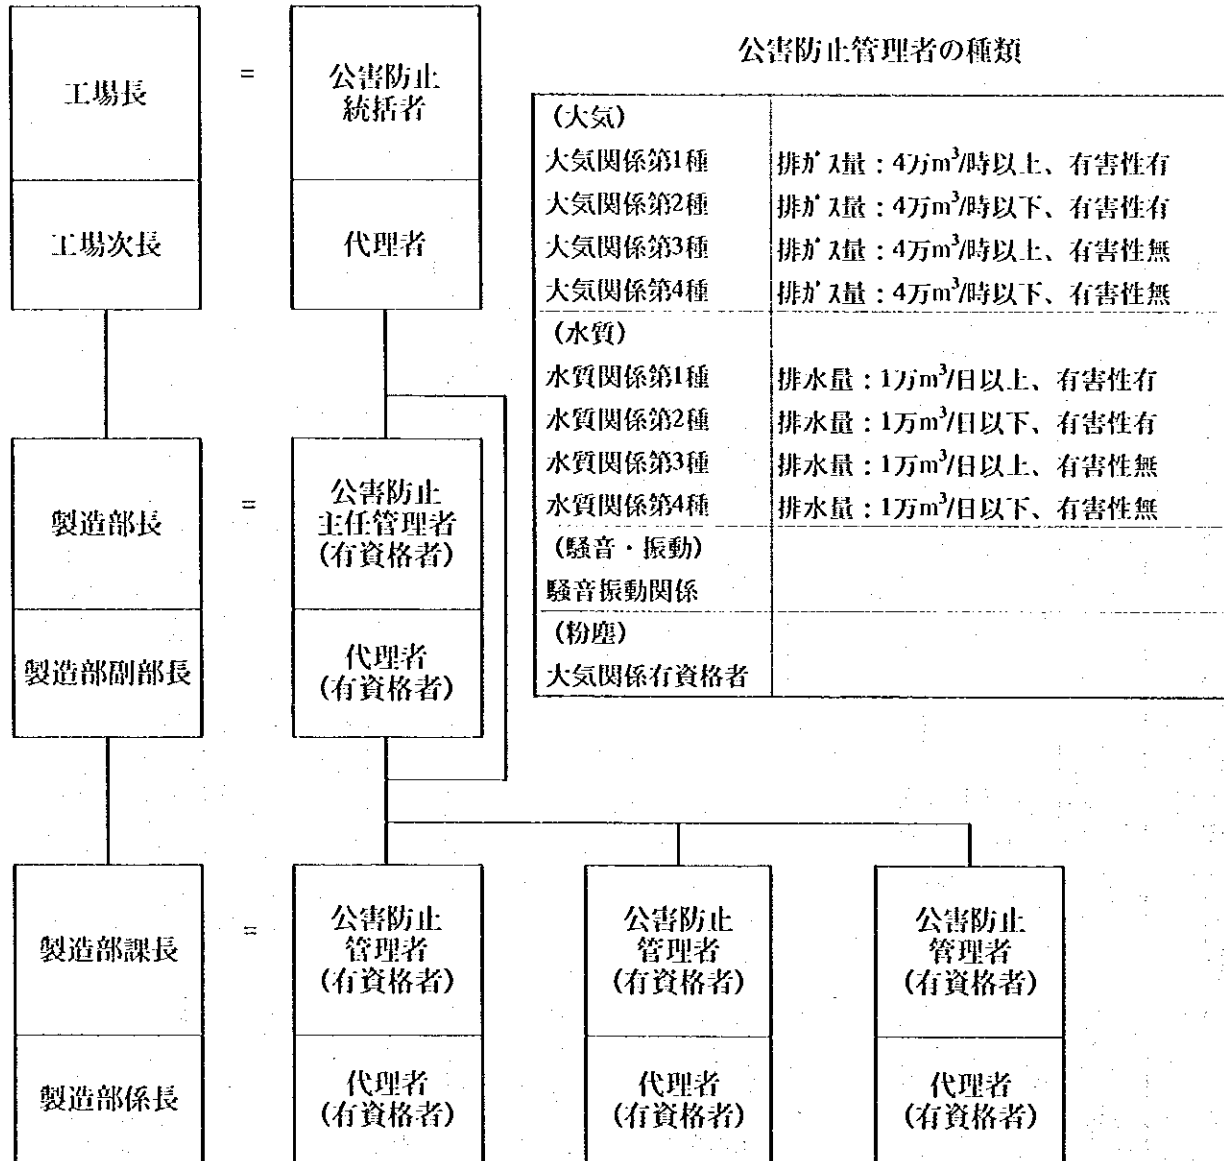 工場長
=
公害防止
統括者
工場次長
代理者
製造部長
=
公害防止
主任管理者
(有資格者)
製造部副部長
代理者
(有資格者)
製造部課長
=
公害防止
管理者
(有資格者)
公害防止
管理者
(有資格者)
公害防止
管理者
(有資格者)
製造部係長
代理者
(有資格者)
代理者
(有資格者)
代理者
(有資格者)
公害防止管理者の種類
(大気)
大気関係第1種 排ガス量:4万m³/時以上、有害性有
大気関係第2種 排ガス量:4万m³/時以下、有害性有
大気関係第3種 排ガス量:4万m³/時以上、有害性無
大気関係第4種 排ガス量:4万m³/時以下、有害性無
(水質)
水質関係第1種 排水量:1万m³/日以上、有害性有
水質関係第2種 排水量:1万m³/日以下、有害性有
水質関係第3種 排水量:1万m³/日以上、有害性無
水質関係第4種 排水量:1万m³/日以下、有害性無
(騒音・振動)
騒音振動関係
(粉塵)
大気関係有資格者